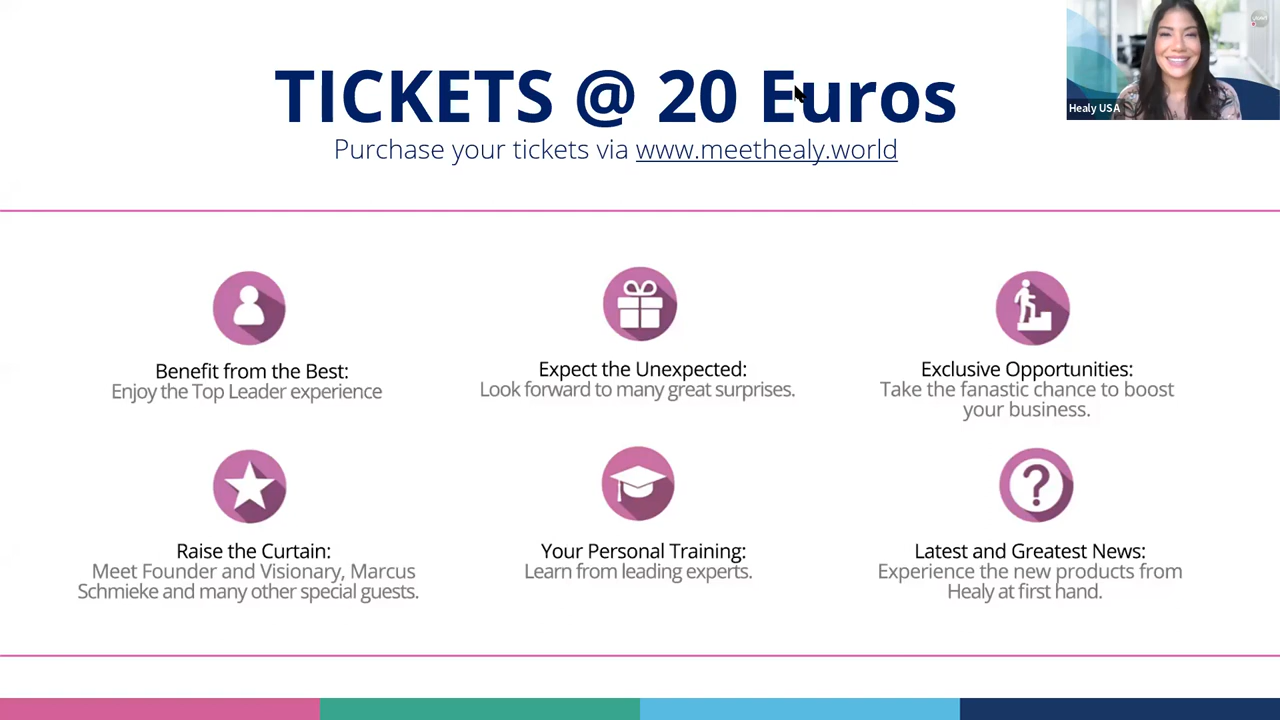 TICKETS @ 20 Euros
Purchase your tickets via www.meethealy.world
Healy USA
Benefit from the Best:
Enjoy the Top Leader experience
Expect the Unexpected:
Look forward to many great surprises.
Exclusive Opportunities:
Take the fanastic chance to boost
your business.
Raise the Curtain:
Meet Founder and Visionary, Marcus
Schmieke and many other special guests.
Your Personal Training:
Learn from leading experts.
Latest and Greatest News:
Experience the new products from
Healy at first hand.